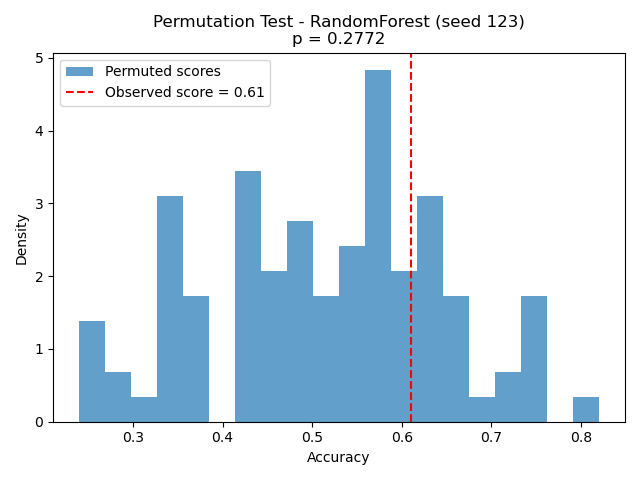 Permutation Test - RandomForest (seed 123)
p = 0.2772
Permuted scores
Observed score = 0.61
Density
5
4
3
2
1
0
0.3 0.4 0.5 0.6 0.7 0.8
Accuracy